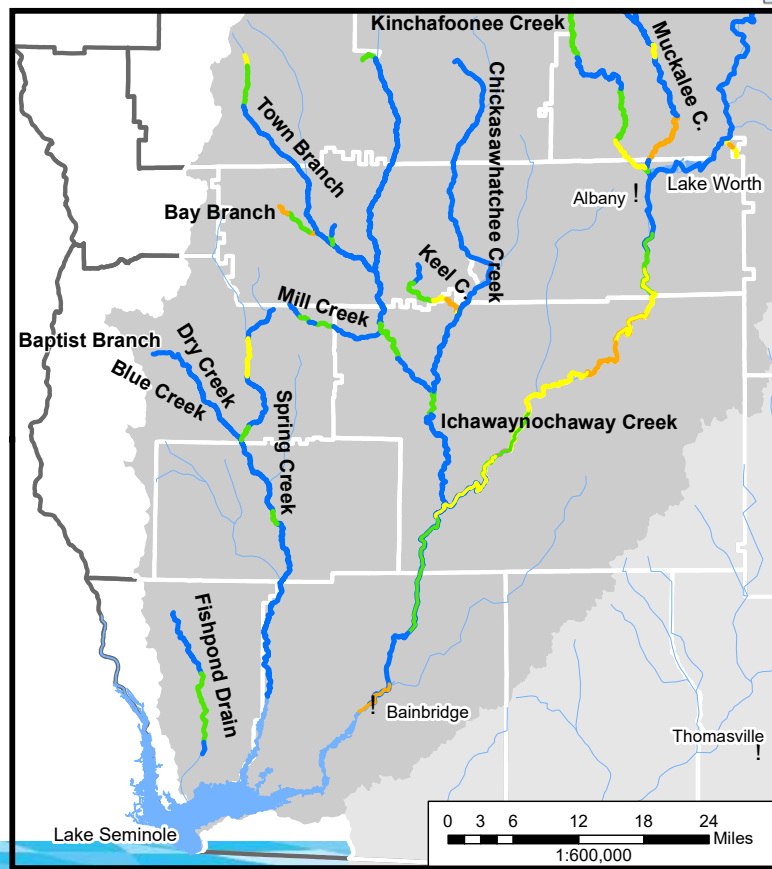 Kinchafoonee Creek
Muckalee C.
Chickasawhatchee Creek
Town Branch
Lake Worth
Albany !
Bay Branch
Keel C.
Mill Creek
Baptist Branch
Dry Creek
Blue Creek
Spring Creek
Ichawaynochaway Creek
Fishpond Drain
! Bainbridge
Thomasville !
Lake Seminole
0 3 6 12 18 24
Miles
1:600,000